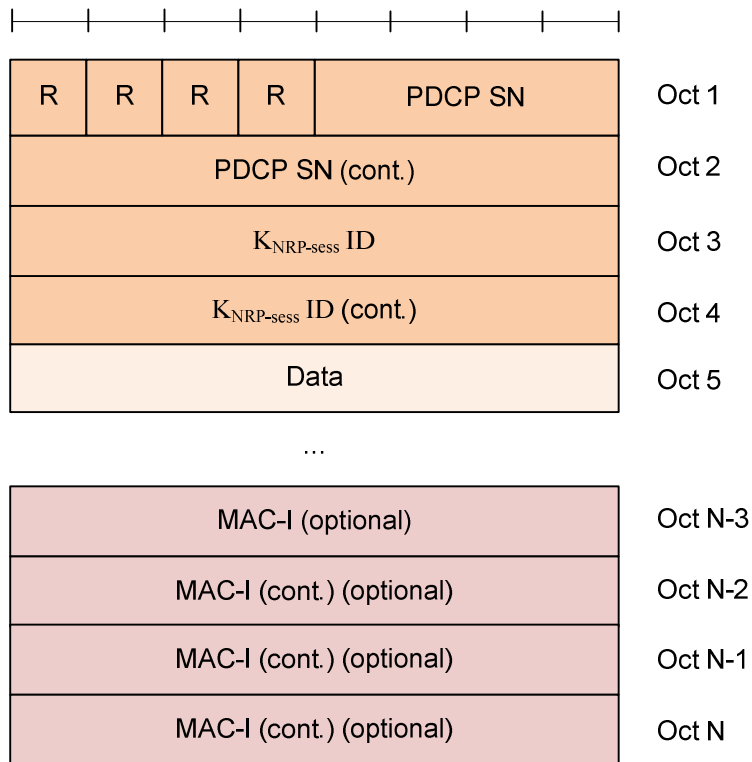 R R R R PDCP SN Oct 1
PDCP SN (cont.) Oct 2
KNRP-sess ID Oct 3
KNRP-sess ID (cont.) Oct 4
Data Oct 5
...
MAC-I (optional) Oct N-3
MAC-I (cont.) (optional) Oct N-2
MAC-I (cont.) (optional) Oct N-1
MAC-I (cont.) (optional) Oct N